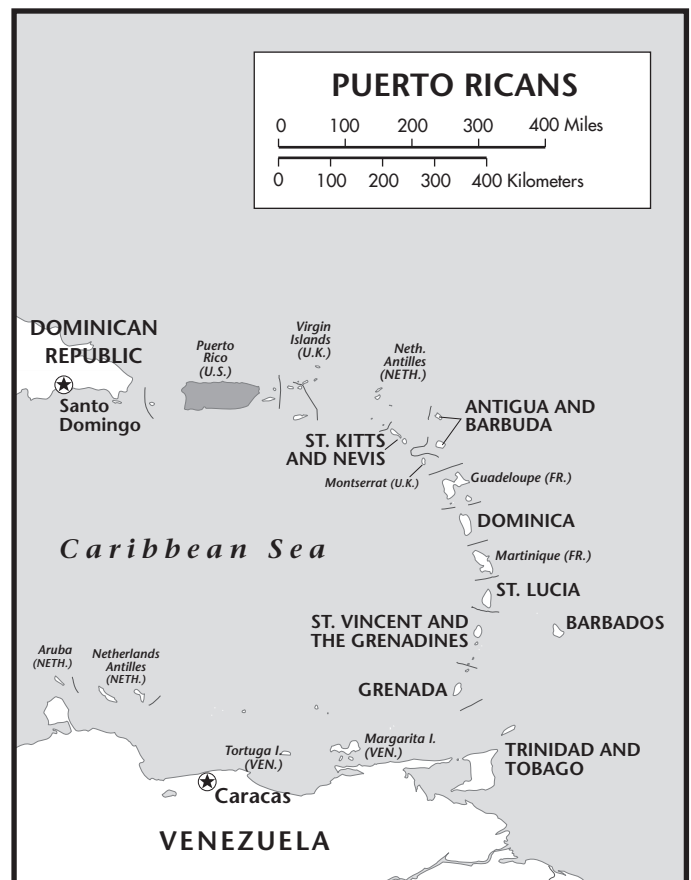 PUERTO RICANS
0 100 200 300 400 Miles
0 100 200 300 400 Kilometers
DOMINICAN
REPUBLIC
Santo
Domingo
Puerto
Rico
(U.S.)
Virgin
Islands
(U.K.)
Neth.
Antilles
(NETH.)
ANTIGUA AND
BARBUDA
ST. KITTS
AND NEVIS
Montserrat (U.K.)
Guadeloupe (FR.)
DOMINICA
Caribbean Sea
Martinique (FR.)
ST. LUCIA
ST. VINCENT AND
THE GRENADINES
BARBADOS
Aruba
(NETH.)
Netherlands
Antilles
(NETH.)
GRENADA
Tortuga I.
(VEN.)
Margarita I.
(VEN.)
TRINIDAD AND
TOBAGO
Caracas
VENEZUELA